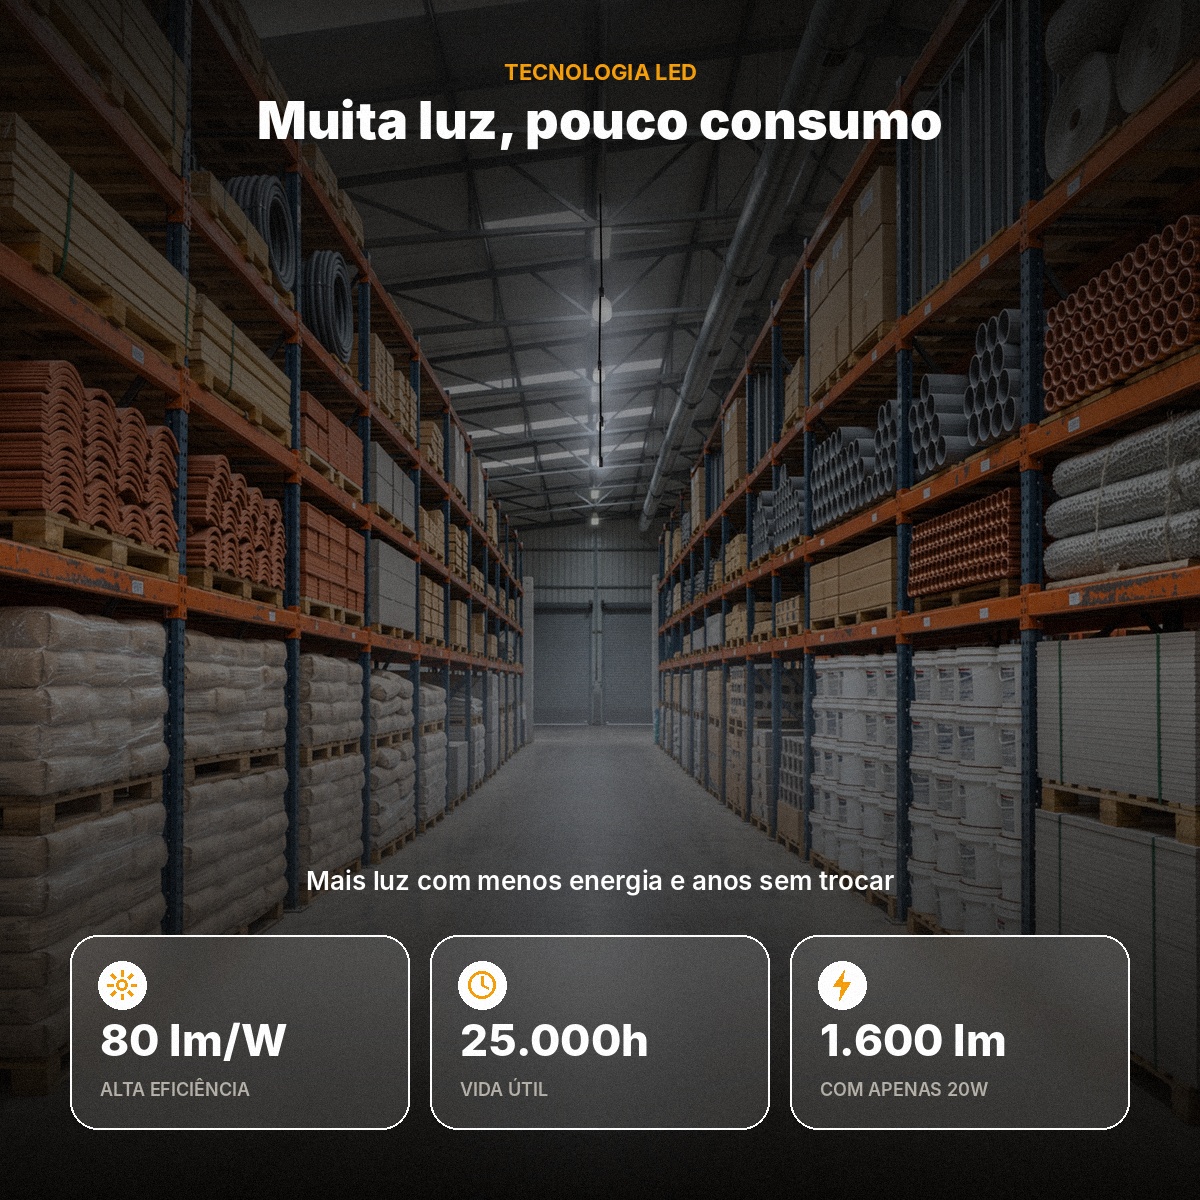 TECNOLOGIA LED
Muita luz, pouco consumo
Mais luz com menos energia e anos sem trocar
80 lm/W
ALTA EFICIÊNCIA
25.000h
VIDA ÚTIL
1.600 lm
COM APENAS 20W